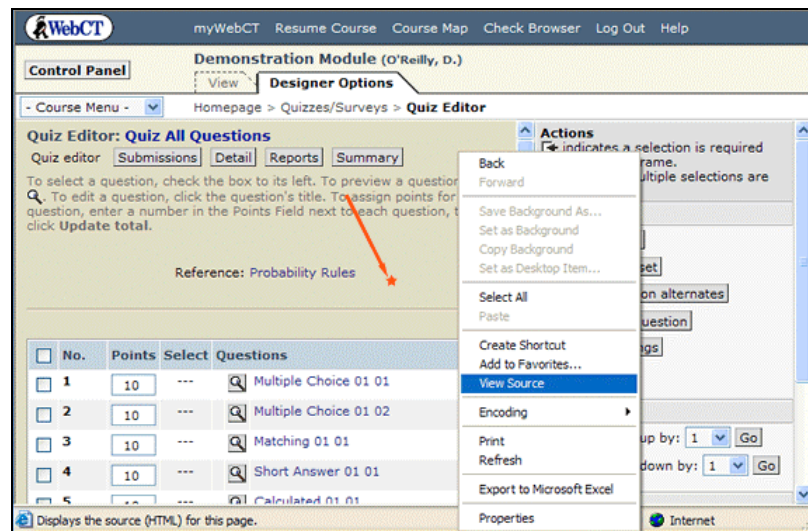 WebCT myWebCT Resume Course Course Map Check Browser Log Out Help
Control Panel
Demonstration Module (O'Reilly, D.)
View Designer Options
- Course Menu - Homepage > Quizzes/Surveys > Quiz Editor
Quiz Editor: Quiz All Questions
Quiz editor Submissions Detail Reports Summary
To select a question, check the box to its left. To preview a question
. To edit a question, click the question's title. To assign points for
question, enter a number in the Points Field next to each question, t
click Update total.
Reference: Probability Rules
No. Points Select Questions
1 10 --- Multiple Choice 01 01
2 10 --- Multiple Choice 01 02
3 10 --- Matching 01 01
4 10 --- Short Answer 01 01
5 Calculated 01 01
Back
Forward
Save Background As...
Set as Background
Copy Background
Set as Desktop Item...
Select All
Paste
Create Shortcut
Add to Favorites...
View Source
Encoding
Print
Refresh
Export to Microsoft Excel
Properties
Actions
indicates a selection is required
rame.
ultiple selections are
set
on alternates
uestion
ngs
up by: 1 Go
down by: 1 Go
Displays the source (HTML) for this page. Internet